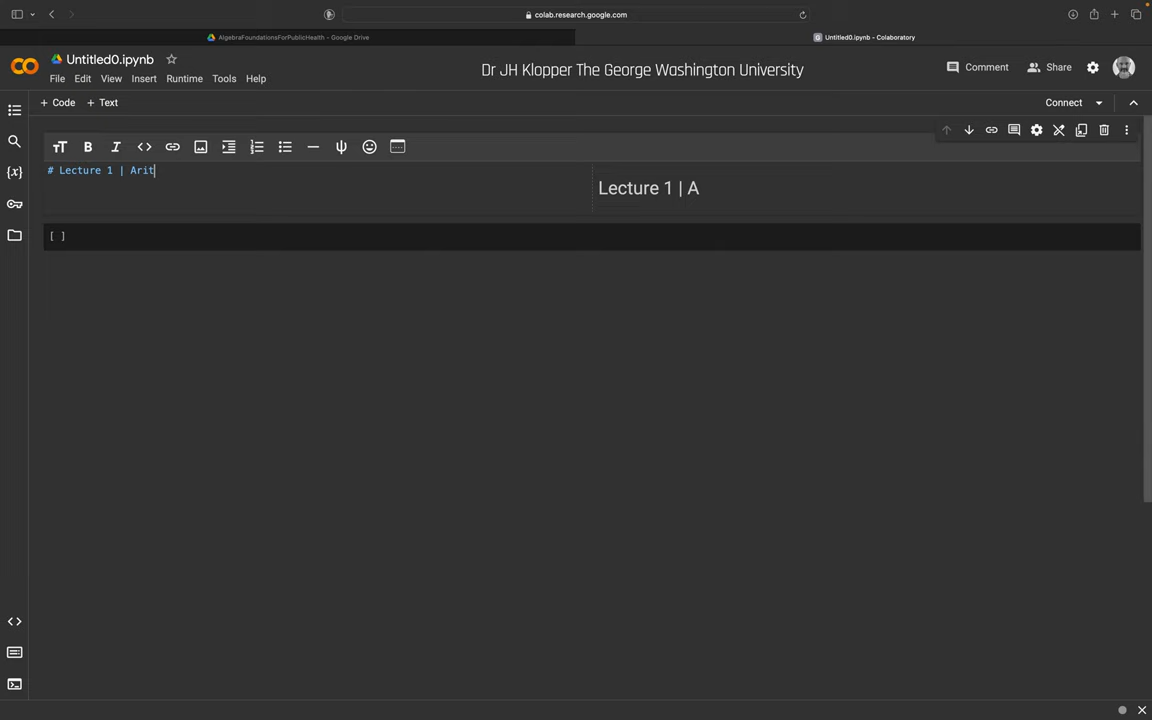 colab.research.google.com
AlgebraFoundationsForPublicHealth - Google Drive
Untitled0.ipynb - Colaboratory
Untitled0.ipynb
Dr JH Klopper The George Washington University
Comment
Share
File Edit View Insert Runtime Tools Help
+ Code + Text
Connect
# Lecture 1 | Arit
Lecture 1 | A
[ ]